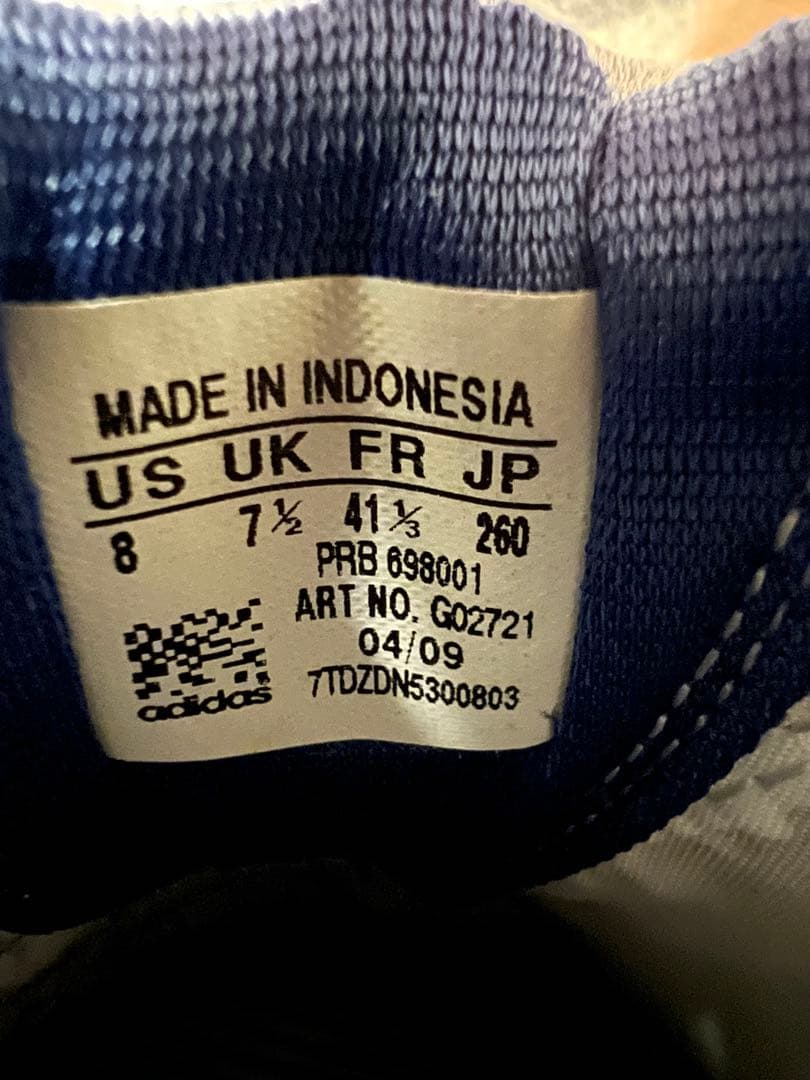 MADE IN INDONESIA
US UK FR JP
8 7½ 41⅓ 260
PRB 698001
ART NO. G02721
04/09
7TDZDN5300803
adidas